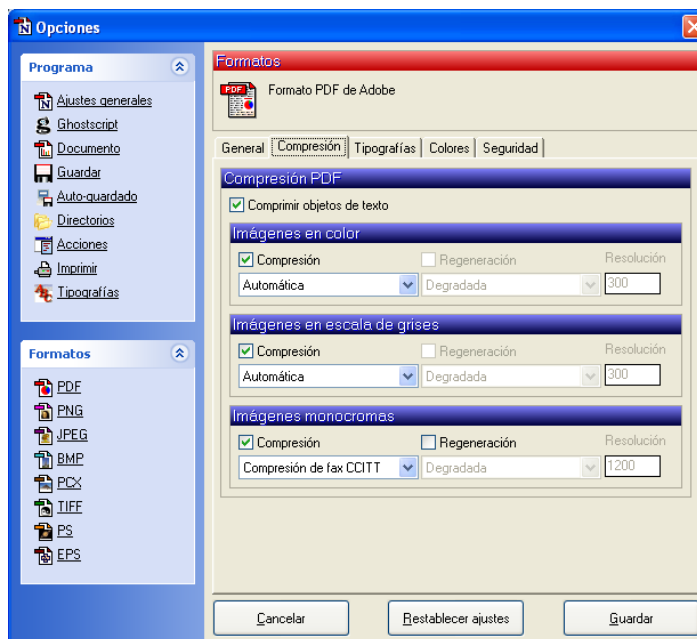 Opciones
Programa
Ajustes generales
Ghostscript
Documento
Guardar
Auto-guardado
Directorios
Acciones
Imprimir
Tipografías
Formatos
PDF
PNG
JPEG
BMP
PCX
TIFF
PS
EPS
Formatos
PDF
Formato PDF de Adobe
General Compresión Tipografías Colores Seguridad
Compresión PDF
Comprimir objetos de texto
Imágenes en color
Compresión Regeneración Resolución
Automática Degradada 300
Imágenes en escala de grises
Compresión Regeneración Resolución
Automática Degradada 300
Imágenes monocromas
Compresión Regeneración Resolución
Compresión de fax CCITT Degradada 1200
Cancelar Restablecer ajustes Guardar